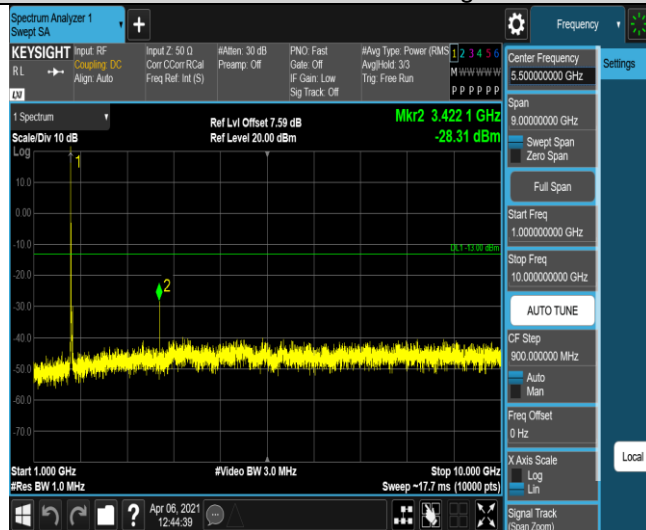 Spectrum Analyzer 1
Swept SA
+
Frequency
KEYSIGHT
Input: RF
Input Z: 50 Ω
#Atten: 30 dB
PNO: Fast
#Avg Type: Power (RMS
1 2 3 4 5 6
RL
Coupling: DC
Corr CCorr RCal
Preamp: Off
Gate: Off
Avg|Hold: 3/3
M W W W W W
Align: Auto
Freq Ref: Int (S)
IF Gain: Low
Trig: Free Run
Sig Track: Off
P P P P P P
LXI
1 Spectrum
Ref Lvl Offset 7.59 dB
Mkr2 3.422 1 GHz
Scale/Div 10 dB
Ref Level 20.00 dBm
-28.31 dBm
Log
1
10.0
0.00
-10.0
DL1 -13.00 dBm
-20.0
2
-30.0
-40.0
-50.0
-60.0
-70.0
Start 1.000 GHz
#Video BW 3.0 MHz
Stop 10.000 GHz
#Res BW 1.0 MHz
Sweep ~17.7 ms (10000 pts)
?
Apr 06, 2021
12:44:39
Center Frequency
5.500000000 GHz
Settings
Span
9.00000000 GHz
Swept Span
Zero Span
Full Span
Start Freq
1.000000000 GHz
Stop Freq
10.000000000 GHz
AUTO TUNE
CF Step
900.000000 MHz
Auto
Man
Freq Offset
0 Hz
X Axis Scale
Log
Lin
Local
Signal Track
(Span Zoom)